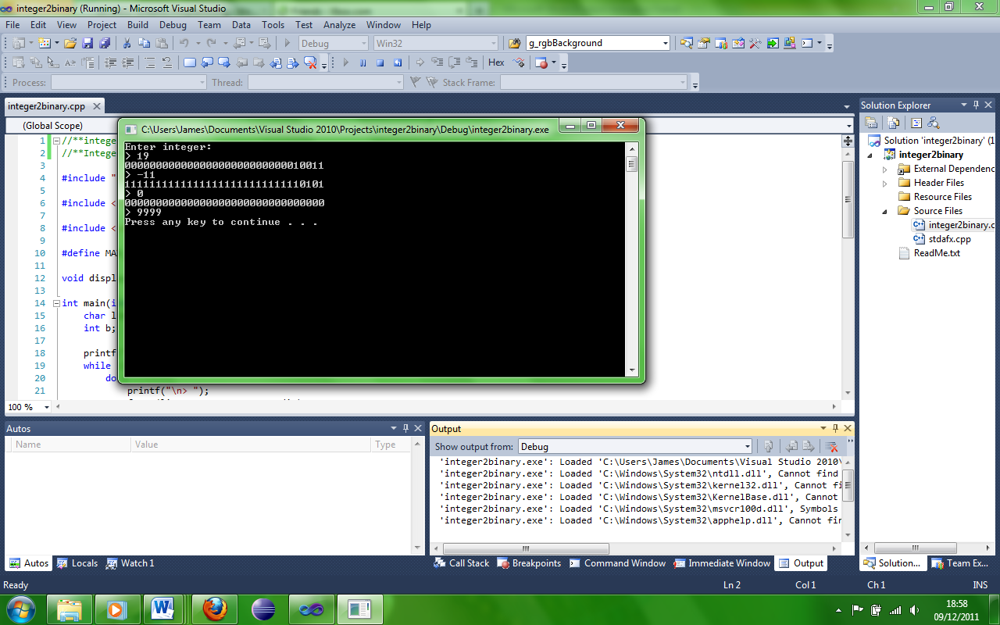 integer2binary (Running) - Microsoft Visual Studio
File Edit View Project Build Debug Team Data Tools Test Analyze Window Help
Debug Win32 g_rgbBackground
Hex
Process: Thread: Stack Frame:
integer2binary.cpp
(Global Scope)
1 //**integ
2 //**Intege
3
4 #include "
5
6 #include <
7
8 #include <
9
10 #define MA
11
12 void displ
13
14 int main(i
15 char l
16 int b;
17
18 printf
19 while
20 do
21 printf("\n> ");
100 %
C:\Users\James\Documents\Visual Studio 2010\Projects\integer2binary\Debug\integer2binary.exe
Enter integer:
> 19
00000000000000000000000000010011
> -11
11111111111111111111111111110101
> 0
00000000000000000000000000000000
> 9999
Press any key to continue . . .
Solution Explorer
Solution 'integer2binary' (1
integer2binary
External Dependenc
Header Files
Resource Files
Source Files
integer2binary.c
stdafx.cpp
ReadMe.txt
Autos
Name Value Type
Autos Locals Watch 1
Output
Show output from: Debug
'integer2binary.exe': Loaded 'C:\Users\James\Documents\Visual Studio 2010\
'integer2binary.exe': Loaded 'C:\Windows\System32\ntdll.dll', Cannot find
'integer2binary.exe': Loaded 'C:\Windows\System32\kernel32.dll', Cannot fi
'integer2binary.exe': Loaded 'C:\Windows\System32\KernelBase.dll', Cannot
'integer2binary.exe': Loaded 'C:\Windows\System32\msvcr100d.dll', Symbols
'integer2binary.exe': Loaded 'C:\Windows\System32\apphelp.dll', Cannot fin
Call Stack Breakpoints Command Window Immediate Window Output
Solution... Team Ex...
Ready Ln 2 Col 1 Ch 1 INS
18:58
09/12/2011